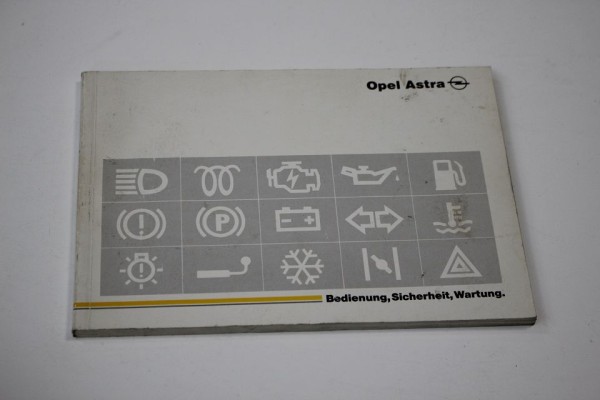 Opel Astra
P
Bedienung, Sicherheit, Wartung.